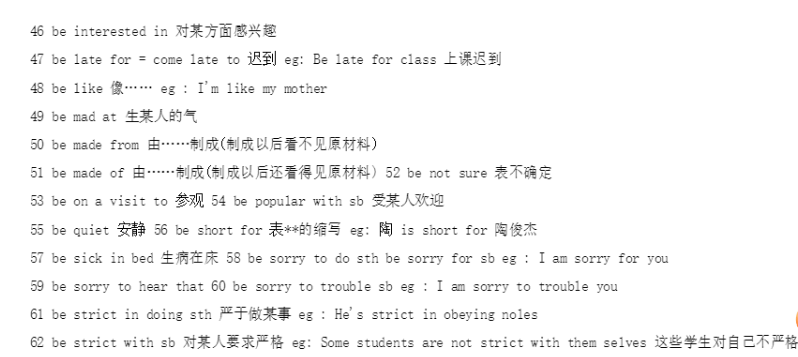 46 be interested in 对某方面感兴趣
47 be late for = come late to 迟到 eg: Be late for class 上课迟到
48 be like 像…… eg : I'm like my mother
49 be mad at 生某人的气
50 be made from 由……制成(制成以后看不见原材料)
51 be made of 由……制成(制成以后还看得见原材料) 52 be not sure 表不确定
53 be on a visit to 参观 54 be popular with sb 受某人欢迎
55 be quiet 安静 56 be short for 表**的缩写 eg: 陶 is short for 陶俊杰
57 be sick in bed 生病在床 58 be sorry to do sth be sorry for sb eg : I am sorry for you
59 be sorry to hear that 60 be sorry to trouble sb eg : I am sorry to trouble you
61 be strict in doing sth 严于做某事 eg : He's strict in obeying noles
62 be strict with sb 对某人要求严格 eg: Some students are not strict with them selves 这些学生对自己不严格